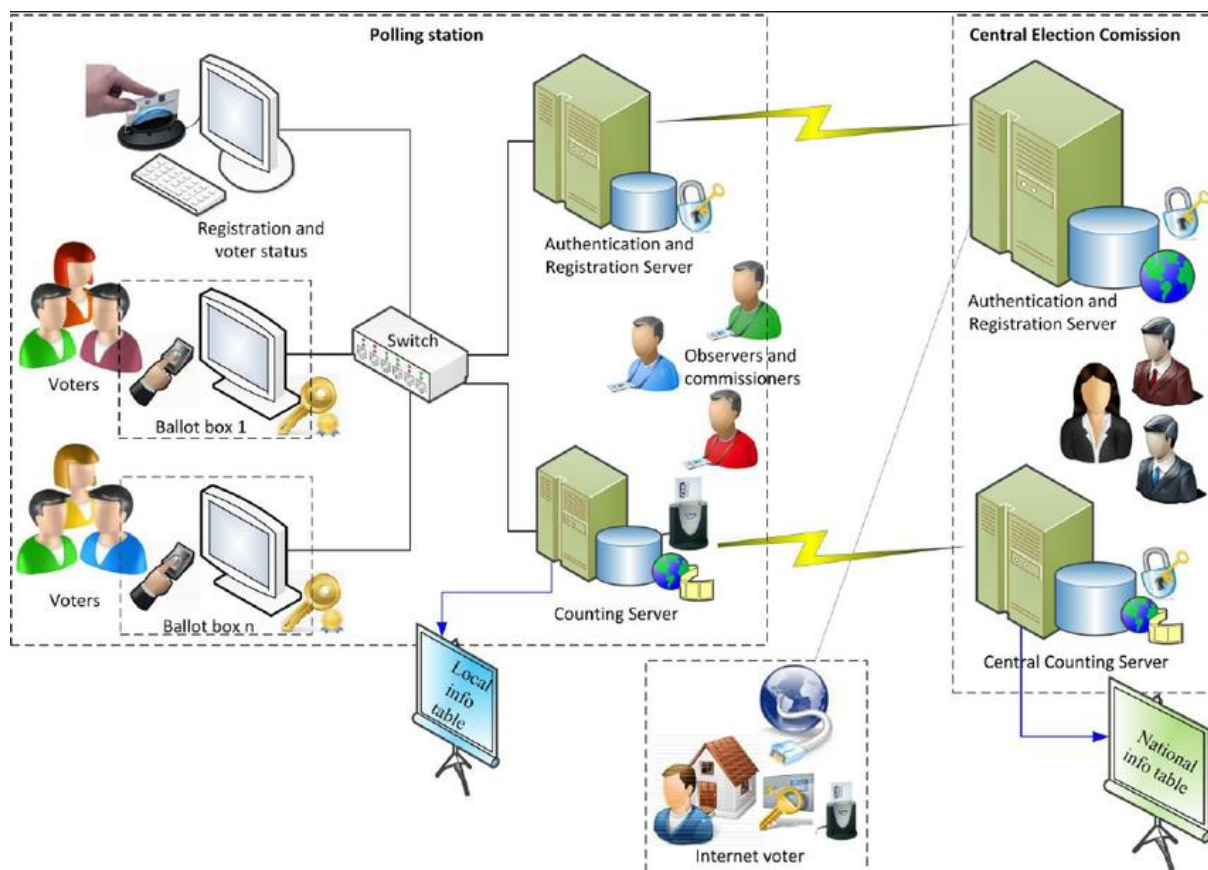 Polling station
Central Election Comission
Registration and
voter status
Authentication and
Registration Server
Authentication and
Registration Server
Switch
Observers and
commissioners
Voters
Ballot box 1
Voters
Ballot box n
Counting Server
Central Counting Server
Local
info
table
National
info table
Internet voter